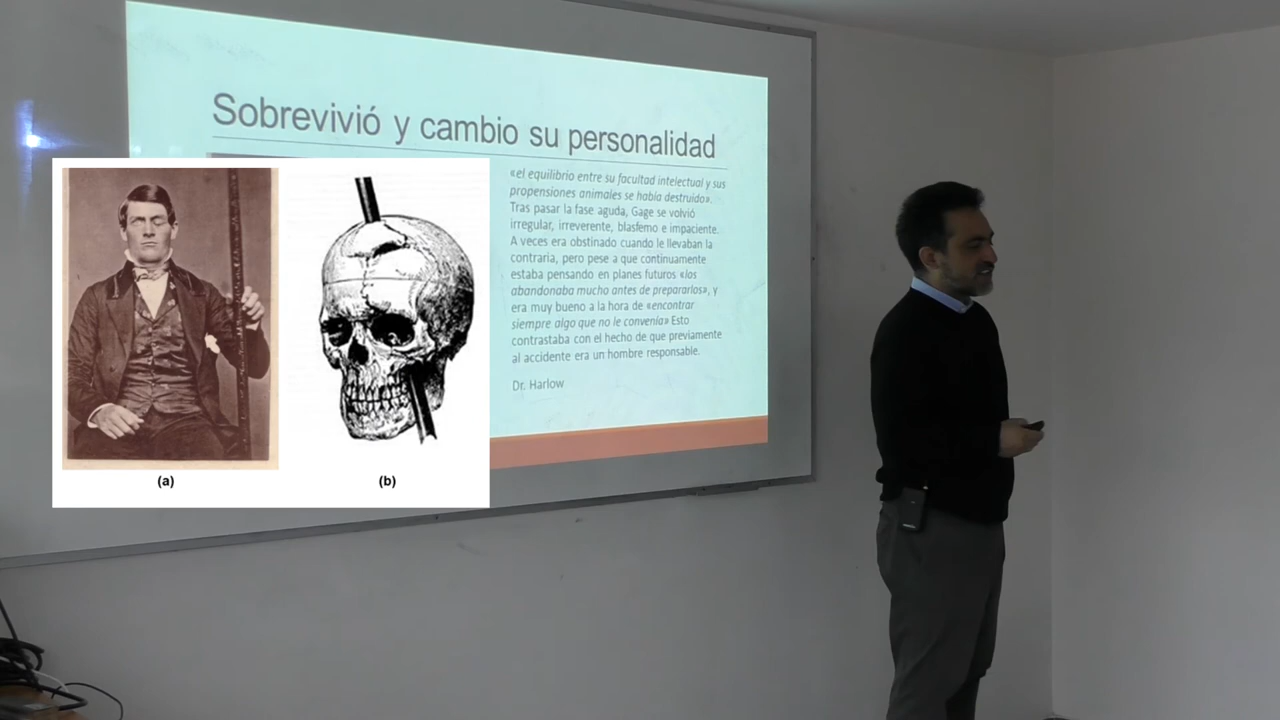 Sobrevivió y cambio su personalidad
«el equilibrio entre su facultad intelectual y sus
propensiones animales se había destruido».
Tras pasar la fase aguda, Gage se volvió
irregular, irreverente, blasfemo e impaciente.
A veces era obstinado cuando le llevaban la
contraria, pero pese a que continuamente
estaba pensando en planes futuros «los
abandonaba mucho antes de prepararlos», y
era muy bueno a la hora de «encontrar
siempre algo que no le convenía» Esto
contrastaba con el hecho de que previamente
al accidente era un hombre responsable.
Dr. Harlow
(a)
(b)